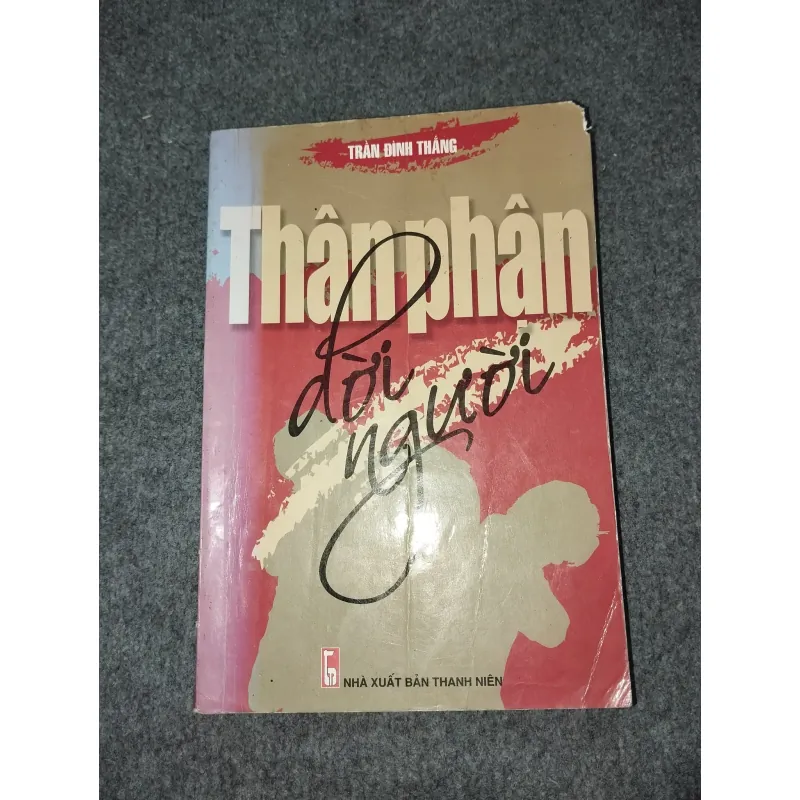 TRẦN ĐÌNH THẮNG
Thân phận
đời
người
NHÀ XUẤT BẢN THANH NIÊN